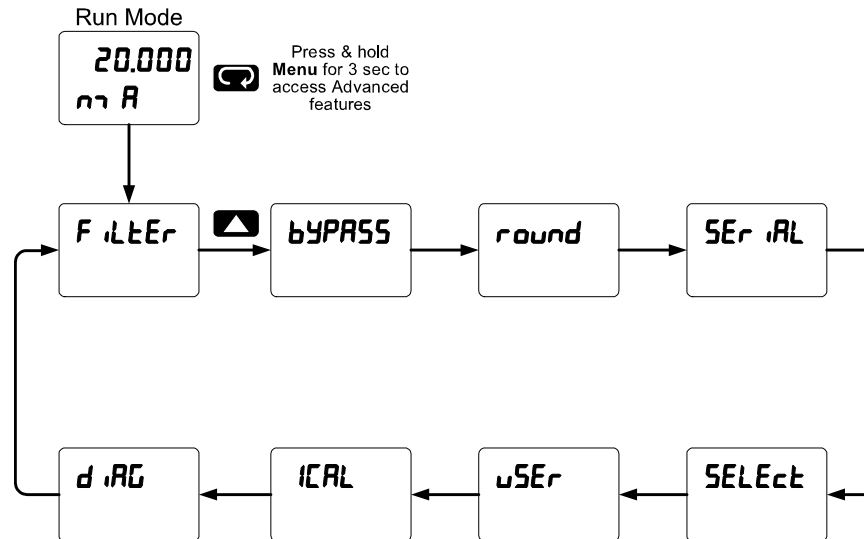 Run Mode
20.000
mA
Press & hold
Menu for 3 sec to
access Advanced
features
FiLtEr
bYPASS
round
SEriAL
diAG
ICAL
uSEr
SELEct